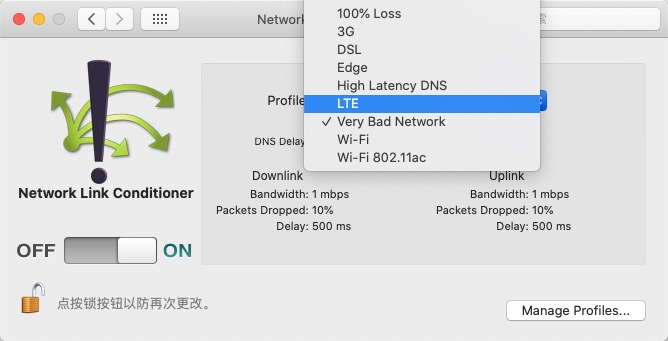 Network
索
100% Loss
3G
DSL
Edge
High Latency DNS
LTE
✓ Very Bad Network
Wi-Fi
Wi-Fi 802.11ac
Profile
DNS Delay
Network Link Conditioner
OFF ON
Downlink
Bandwidth: 1 mbps
Packets Dropped: 10%
Delay: 500 ms
Uplink
Bandwidth: 1 mbps
Packets Dropped: 10%
Delay: 500 ms
点按锁按钮以防再次更改。
Manage Profiles...